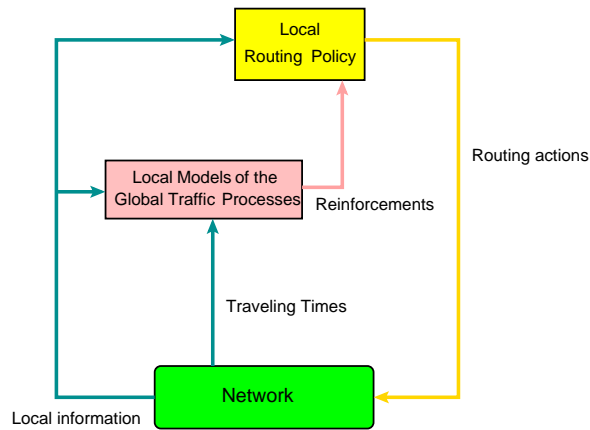 Local
Routing Policy
Routing actions
Local Models of the
Global Traffic Processes
Reinforcements
Traveling Times
Network
Local information